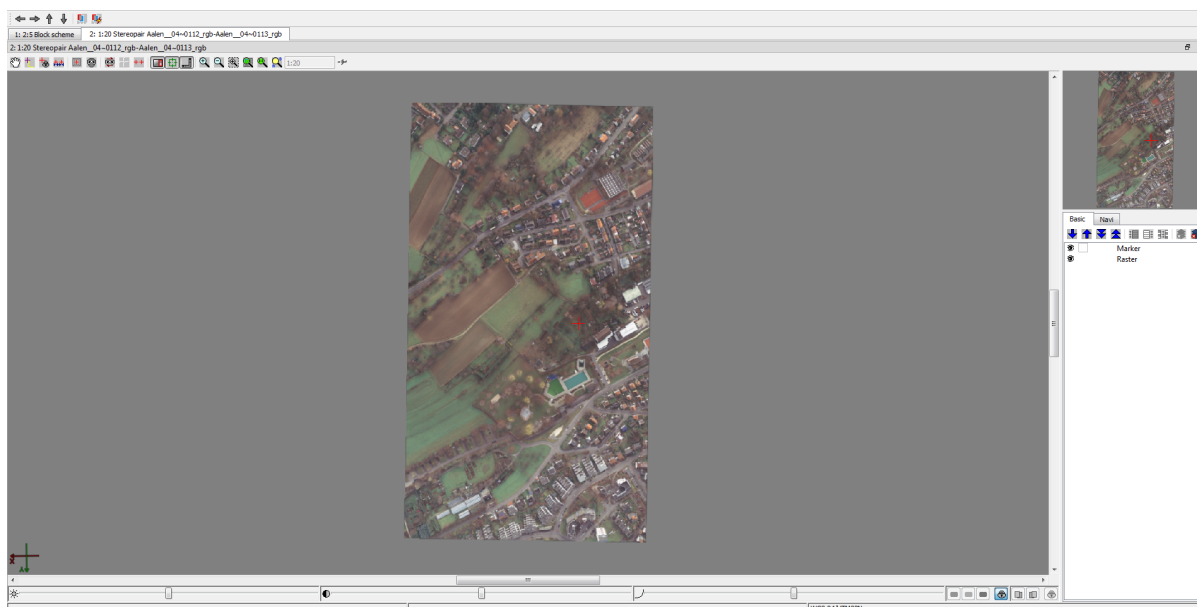 1: 2:5 Block scheme
2: 1:20 Stereopair Aalen__04~0112_rgb-Aalen__04~0113_rgb
2: 1:20 Stereopair Aalen__04~0112_rgb-Aalen__04~0113_rgb
1:20
Basic
Navi
Marker
Raster